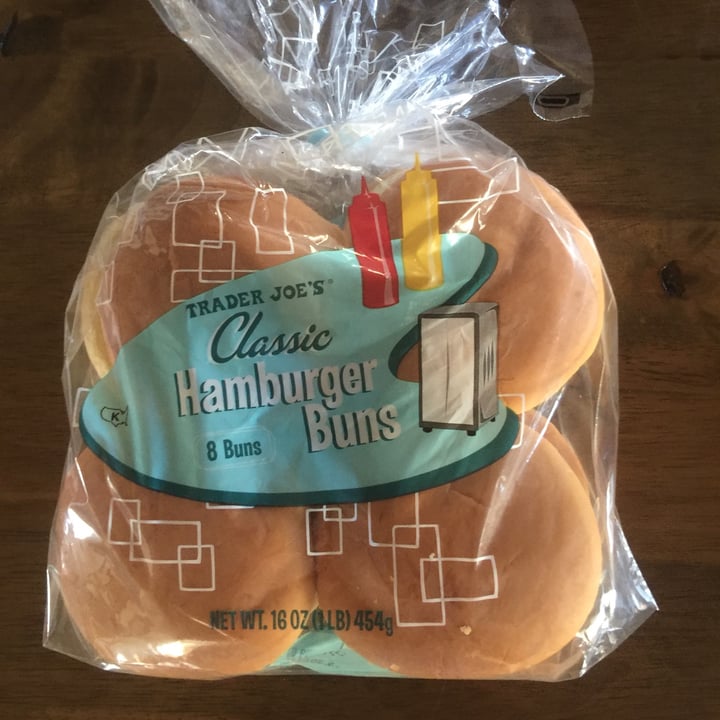 TRADER JOE'S®
Classic
Hamburger
Buns
8 Buns
K
NET WT. 16 OZ (1 LB) 454g